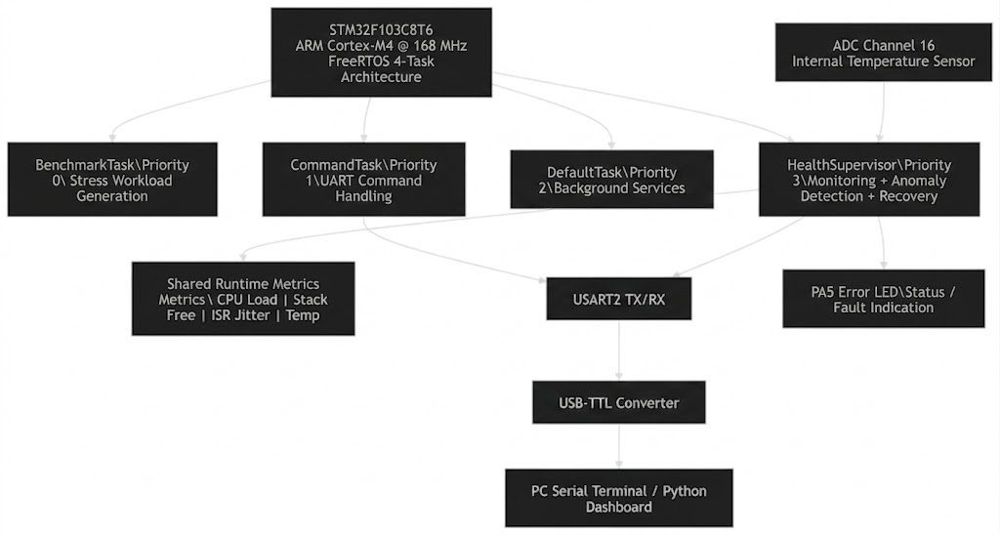 STM32F103C8T6
ARM Cortex-M4 @ 168 MHz
FreeRTOS 4-Task
Architecture
ADC Channel 16
Internal Temperature Sensor
BenchmarkTask\Priority
0\ Stress Workload
Generation
CommandTask\Priority
1\UART Command
Handling
DefaultTask\Priority
2\Background Services
HealthSupervisor\Priority
3\Monitoring + Anomaly
Detection + Recovery
Shared Runtime Metrics
Metrics\ CPU Load | Stack
Free | ISR Jitter | Temp
USART2 TX/RX
PA5 Error LED\Status /
Fault Indication
USB-TTL Converter
PC Serial Terminal / Python
Dashboard